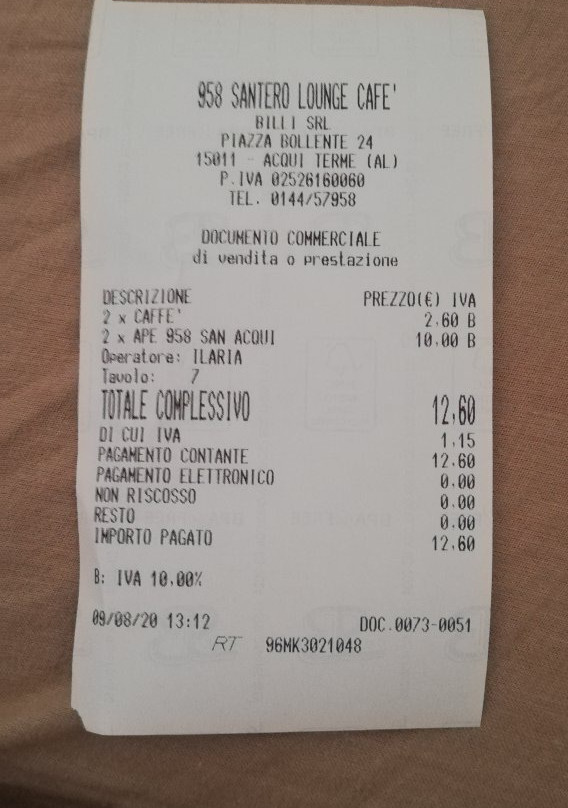 958 SANTERO LOUNGE CAFE'
BILLI SRL
PIAZZA BOLLENTE 24
15011 - ACQUI TERME (AL)
P.IVA 02526160060
TEL. 0144/57958
DOCUMENTO COMMERCIALE
di vendita o prestazione
DESCRIZIONE PREZZO(€) IVA
2 x CAFFE' 2.60 B
2 x APE 958 SAN ACQUI 10.00 B
Operatore: ILARIA
Tavolo: 7
TOTALE COMPLESSIVO 12.60
DI CUI IVA 1.15
PAGAMENTO CONTANTE 12.60
PAGAMENTO ELETTRONICO 0.00
NON RISCOSSO 0.00
RESTO 0.00
IMPORTO PAGATO 12.60
B: IVA 10.00%
09/08/20 13:12 DOC.0073-0051
RT 96MK3021048